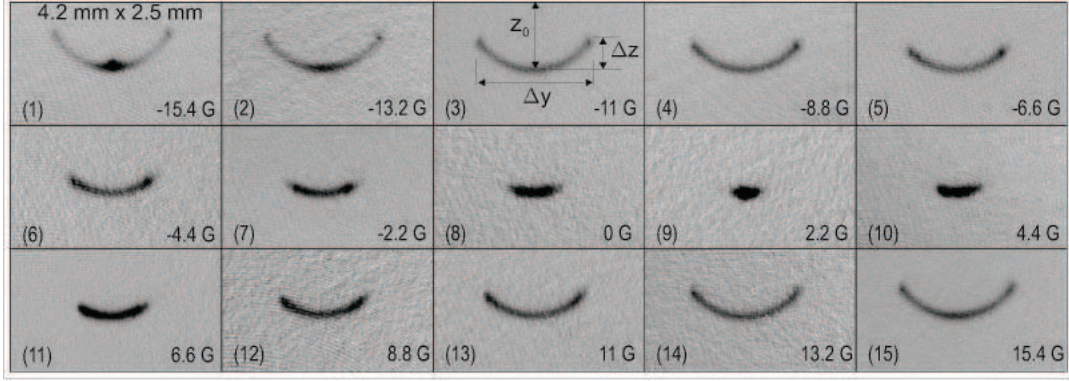 4.2 mm x 2.5 mm
(1) -15.4 G
(2) -13.2 G
z₀
Δz
Δy
(3) -11 G
(4) -8.8 G
(5) -6.6 G
(6) -4.4 G
(7) -2.2 G
(8) 0 G
(9) 2.2 G
(10) 4.4 G
(11) 6.6 G
(12) 8.8 G
(13) 11 G
(14) 13.2 G
(15) 15.4 G